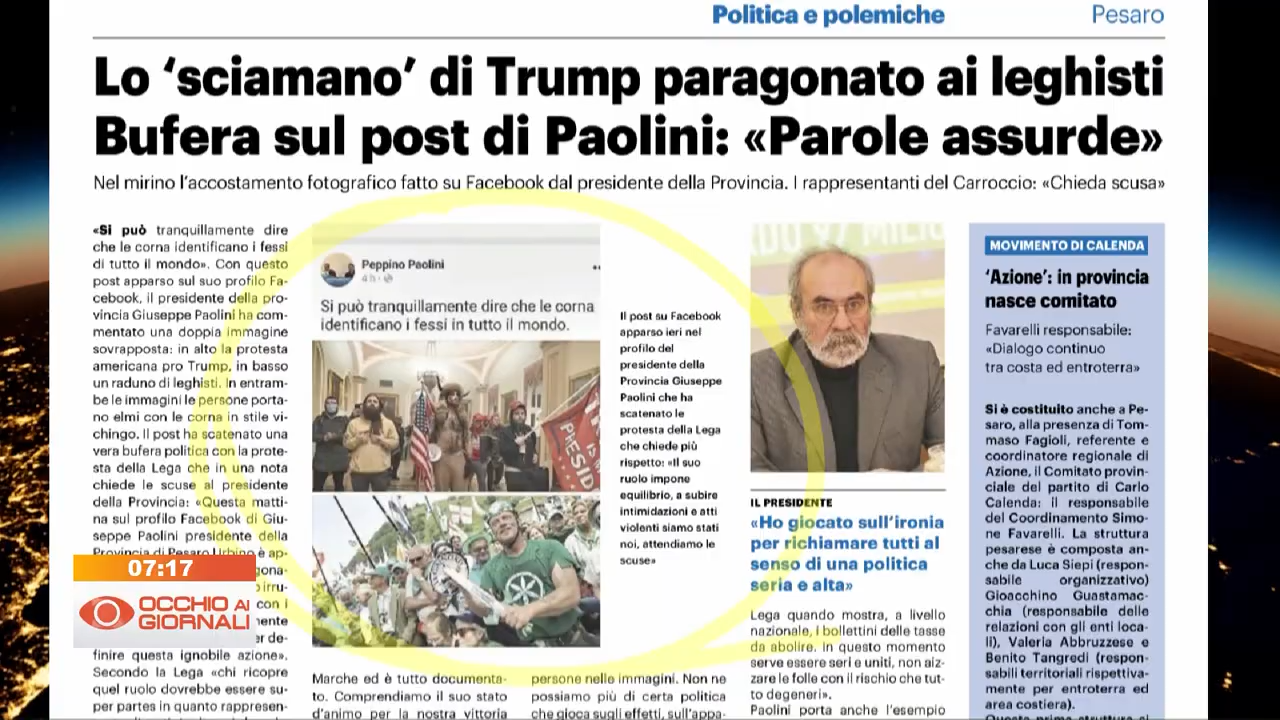 Politica e polemiche
Pesaro
Lo ‘sciamano’ di Trump paragonato ai leghisti
Bufera sul post di Paolini: «Parole assurde»
Nel mirino l’accostamento fotografico fatto su Facebook dal presidente della Provincia. I rappresentanti del Carroccio: «Chieda scusa»
«Si può tranquillamente dire
che le corna identificano i fessi
di tutto il mondo». Con questo
post apparso sul suo profilo Fa-
cebook, il presidente della pro-
vincia Giuseppe Paolini ha com-
mentato una doppia immagine
sovrapposta: in alto la protesta
americana pro Trump, in basso
un raduno di leghisti. In entram-
be le immagini le persone porta-
no elmi con le corna in stile vi-
chingo. Il post ha scatenato una
vera bufera politica con la prote-
sta della Lega che in una nota
chiede le scuse al presidente
della Provincia: «Questa matti-
na sul profilo Facebook di Giu-
seppe Paolini presidente della
Provincia di Pesaro Urbino è ap-
gona-
irru-
con i
mente
er de-
finire questa ignobile azione».
Secondo la Lega «chi ricopre
quel ruolo dovrebbe essere su-
per partes in quanto rappresen-
07:17
OCCHIO AI
GIORNALI
Peppino Paolini
4 h
Si può tranquillamente dire che le corna
identificano i fessi in tutto il mondo.
PRESID
Marche ed è tutto documenta-
to. Comprendiamo il suo stato
d’animo per la nostra vittoria
persone nelle immagini. Non ne
possiamo più di certa politica
che gioca sugli effetti, sull’appa-
Il post su Facebook
apparso ieri nel
profilo del
presidente della
Provincia Giuseppe
Paolini che ha
scatenato le
protesta della Lega
che chiede più
rispetto: «Il suo
ruolo impone
equilibrio, a subire
intimidazioni e atti
violenti siamo stati
noi, attendiamo le
scuse»
IL PRESIDENTE
«Ho giocato sull’ironia
per richiamare tutti al
senso di una politica
seria e alta»
Lega quando mostra, a livello
nazionale, i bollettini delle tasse
da abolire. In questo momento
serve essere seri e uniti, non aiz-
zare le folle con il rischio che tut-
to degeneri».
Paolini porta anche l’esempio
MOVIMENTO DI CALENDA
‘Azione’: in provincia
nasce comitato
Favarelli responsabile:
«Dialogo continuo
tra costa ed entroterra»
Si è costituito anche a Pe-
saro, alla presenza di Tom-
maso Fagioli, referente e
coordinatore regionale di
Azione, il Comitato provin-
ciale del partito di Carlo
Calenda: il responsabile
del Coordinamento Simo-
ne Favarelli. La struttura
pesarese è composta an-
che da Luca Siepi (respon-
sabile organizzativo)
Gioacchino Guastamac-
chia (responsabile delle
relazioni con gli enti loca-
li), Valeria Abbruzzese e
Benito Tangredi (respon-
sabili territoriali rispettiva-
mente per entroterra ed
area costiera).